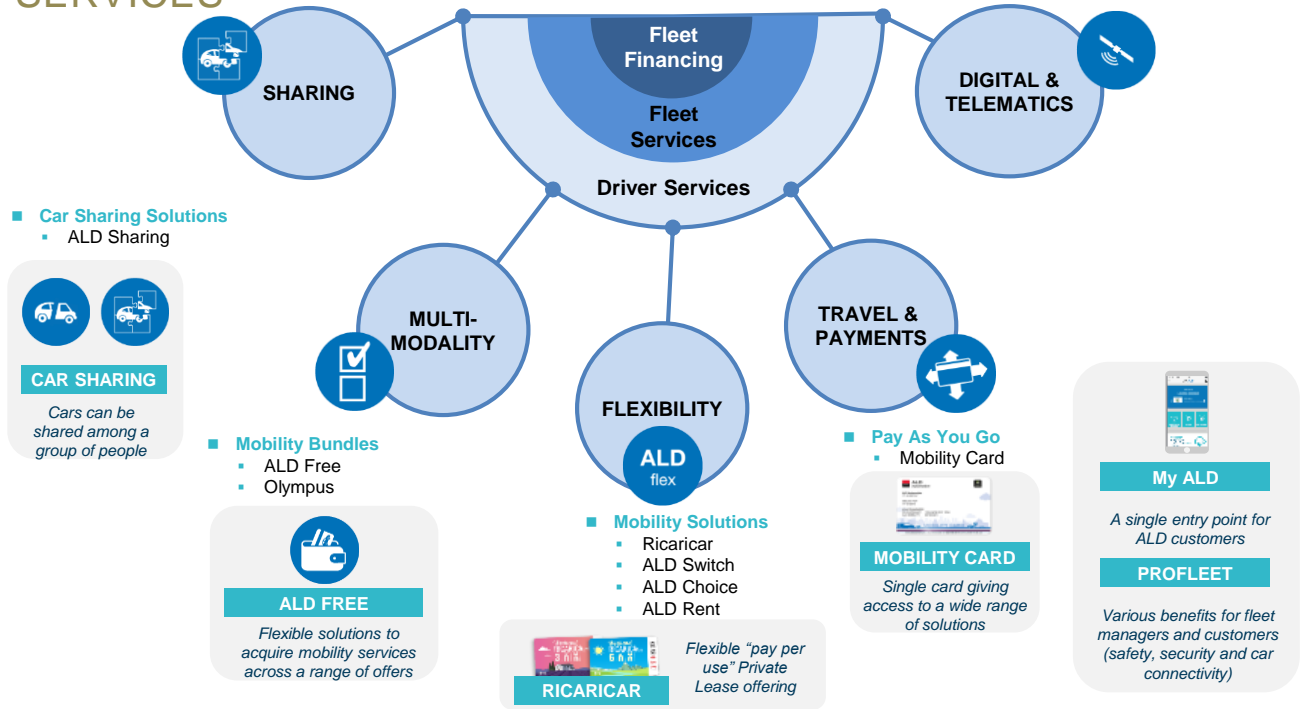 SERVICES
Fleet
Financing
Fleet
Services
Driver Services
SHARING
DIGITAL &
TELEMATICS
MULTI-
MODALITY
FLEXIBILITY
ALD
flex
TRAVEL &
PAYMENTS
Car Sharing Solutions
ALD Sharing
CAR SHARING
Cars can be
shared among a
group of people
Mobility Bundles
ALD Free
Olympus
ALD FREE
Flexible solutions to
acquire mobility services
across a range of offers
Mobility Solutions
Ricaricar
ALD Switch
ALD Choice
ALD Rent
RICARICAR
Flexible “pay per
use” Private
Lease offering
Pay As You Go
Mobility Card
ALD
MOBILITY CARD
Single card giving
access to a wide range
of solutions
My ALD
A single entry point for
ALD customers
PROFLEET
Various benefits for fleet
managers and customers
(safety, security and car
connectivity)